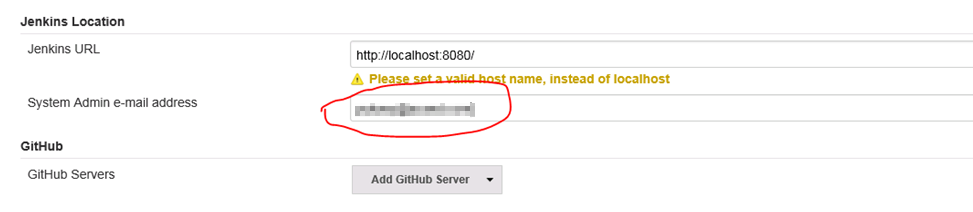 Jenkins Location
Jenkins URL
http://localhost:8080/
Please set a valid host name, instead of localhost
System Admin e-mail address
GitHub
GitHub Servers
Add GitHub Server